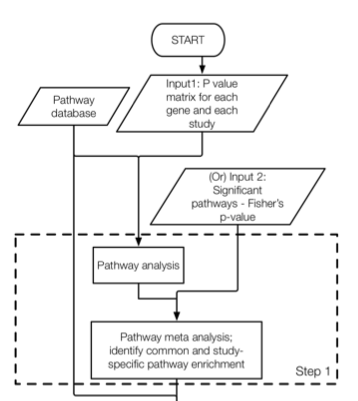 START
Input1: P value
matrix for each
gene and each
study
Pathway
database
(Or) Input 2:
Significant
pathways - Fisher's
p-value
Pathway analysis
Pathway meta analysis;
identify common and study-
specific pathway enrichment
Step 1